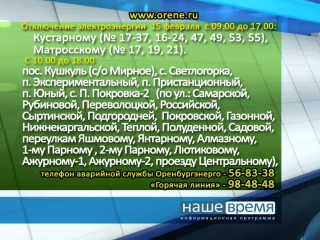 www.orene.ru
Отключение электроэнергии 15 февраля с 09.00 до 17.00:
Кустарному (№ 17-37, 16-24, 47, 49, 53, 55),
Матросскому (№ 17, 19, 21).
С 10.00 до 18.00
пос. Кушкуль (с/о Мирное), с. Светлогорка,
п. Экспериментальный, п. Пристанционный,
п. Юный, с. П. Покровка-2 (по ул.: Самарской,
Рубиновой, Переволоцкой, Российской,
Сыртинской, Подгородней, Покровской, Газонной,
Нижнекаргальской, Теплой, Полуденной, Садовой,
переулкам Яшмовому, Янтарному, Алмазному,
1-му Парному , 2-му Парному, Лютиковому,
Ажурному-1, Ажурному-2, проезду Центральному),
телефон аварийной службы Оренбургэнерго - 56-83-38
«Горячая линия» - 98-48-48
наше время
информационная программа